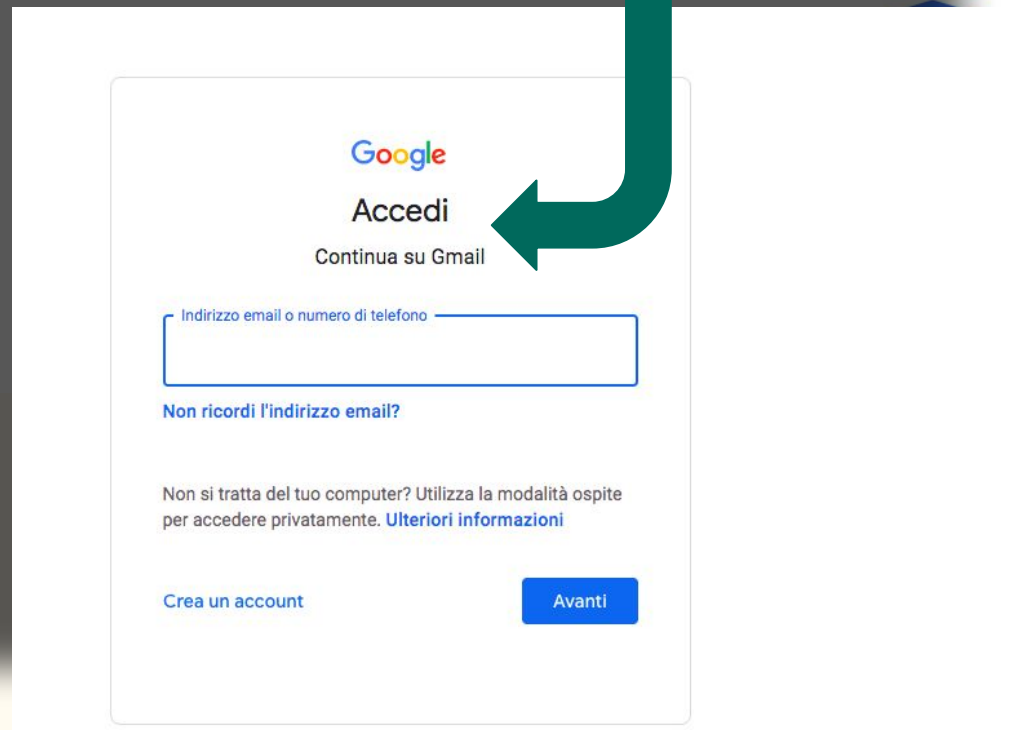 Google
Accedi
Continua su Gmail
Indirizzo email o numero di telefono
Non ricordi l'indirizzo email?
Non si tratta del tuo computer? Utilizza la modalità ospite
per accedere privatamente. Ulteriori informazioni
Crea un account
Avanti